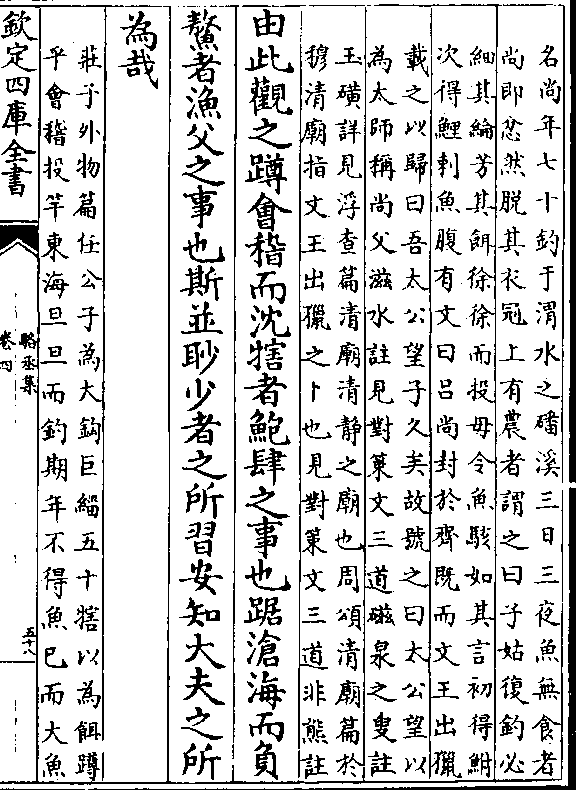 名尚年七十釣于渭水之磻溪三日三夜魚無食者
尚即忿然脫其衣冠上有農者謂之曰子姑復釣必
細其綸芳其餌徐徐而投毋令魚駭如其言初得鮒
次得鯉刺魚腹有文曰呂尚封於齊既而文王出獵
載之以歸曰吾太公望子久矣故號之曰太公望以
為太師稱尚父滋水註見對策文三道磁泉之叟註
玉磺詳見浮查篇清廟清静之廟也周頌清廟篇於
穆清廟指文王出獵之卜也見對策文三道非熊註
由此觀之蹲會稽而沈犗者鮑肆之事也踞滄海而負
鰲者漁父之事也斯並眇少者之所習安知大夫之所
為哉
莊子外物篇任公子為大鈎巨緇五十犗以為餌蹲
乎會稽投竿東海旦旦而釣期年不得魚已而大魚
欽定四庫全書
駱丞集
卷四
五十八